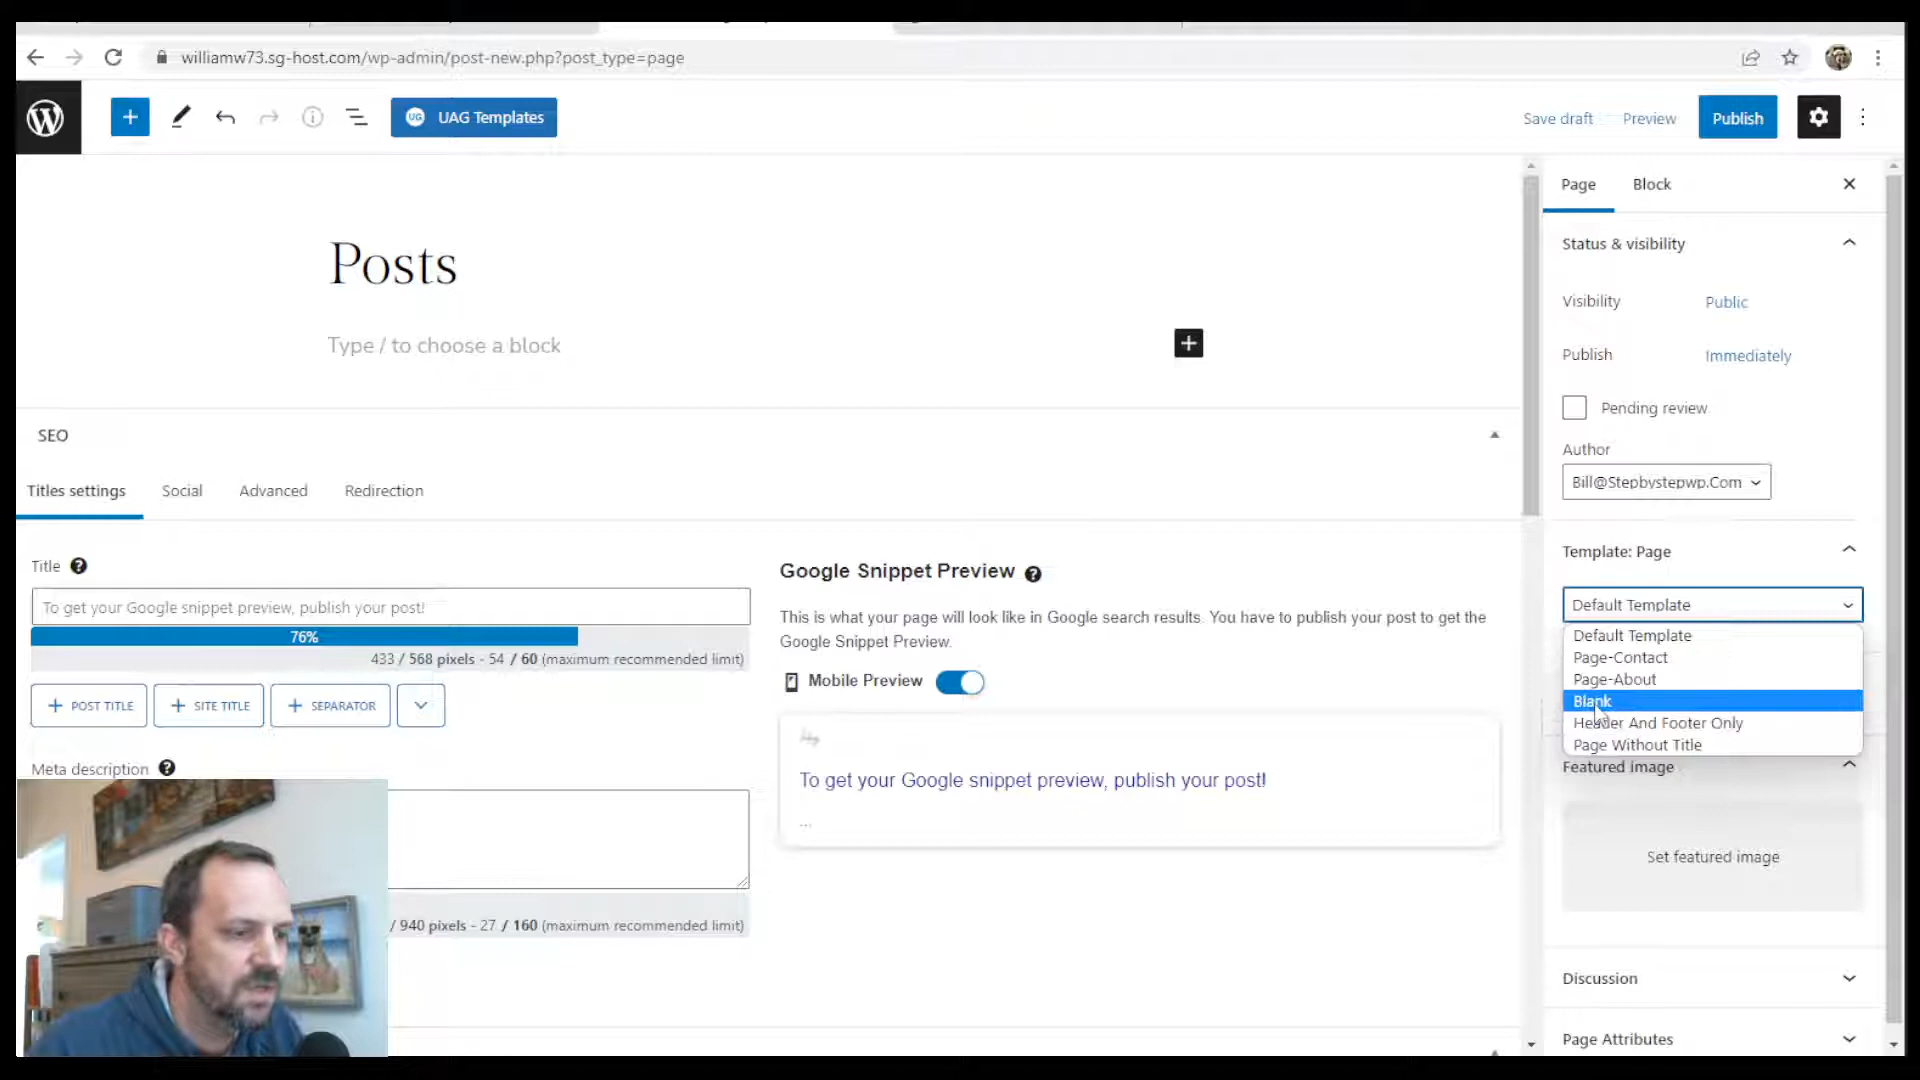 williamw73.sg-host.com/wp-admin/post-new.php?post_type=page
UG UAG Templates
Save draft
Preview
Publish
Posts
Type / to choose a block
SEO
Titles settings
Social
Advanced
Redirection
Title
To get your Google snippet preview, publish your post!
76%
433 / 568 pixels - 54 / 60 (maximum recommended limit)
+ POST TITLE
+ SITE TITLE
+ SEPARATOR
Meta description
/ 940 pixels - 27 / 160 (maximum recommended limit)
Google Snippet Preview
This is what your page will look like in Google search results. You have to publish your post to get the
Google Snippet Preview.
Mobile Preview
To get your Google snippet preview, publish your post!
...
Page
Block
Status & visibility
Visibility
Public
Publish
Immediately
Pending review
Author
Bill@Stepbystepwp.Com
Template: Page
Default Template
Default Template
Page-Contact
Page-About
Blank
Header And Footer Only
Page Without Title
Featured image
Set featured image
Discussion
Page Attributes